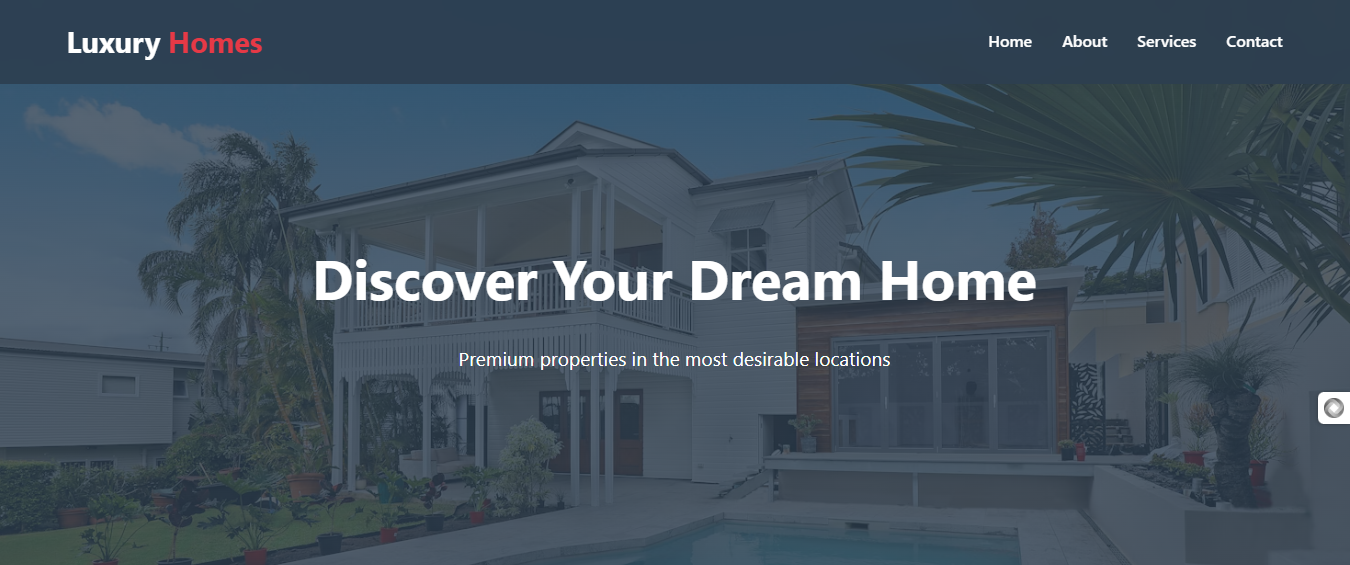 Luxury Homes
Home About Services Contact
Discover Your Dream Home
Premium properties in the most desirable locations